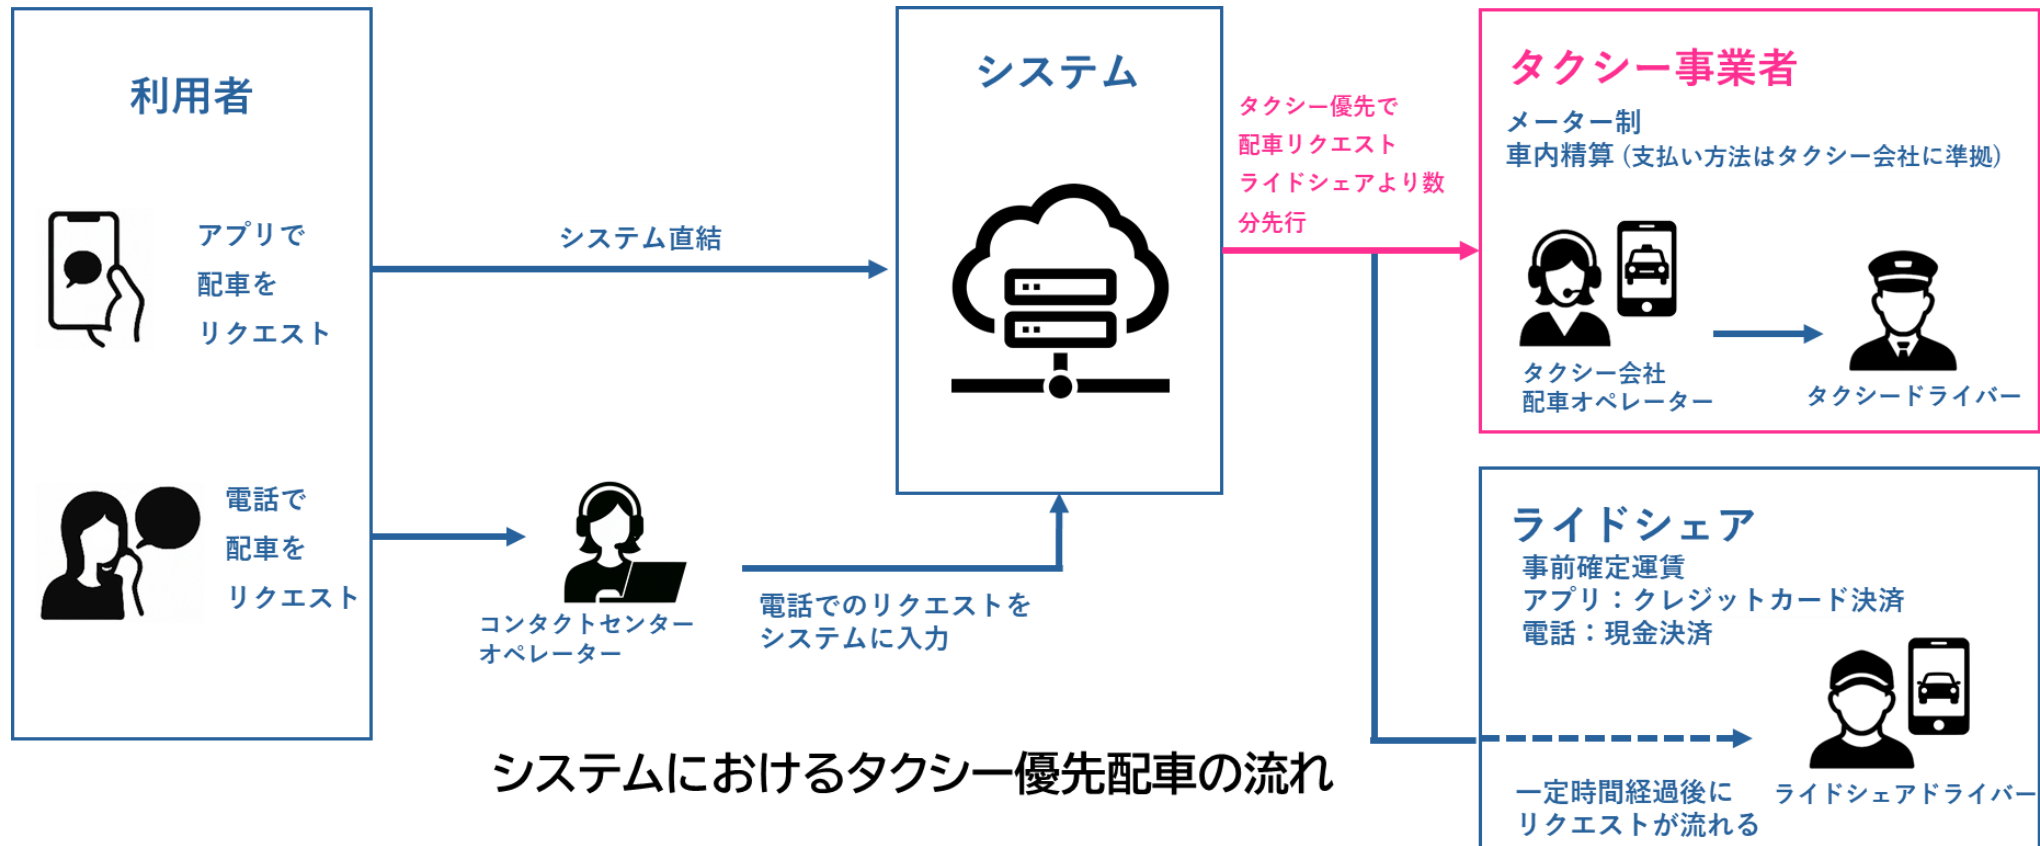 利用者
アプリで
配車を
リクエスト
電話で
配車を
リクエスト
システム直結
コンタクトセンター
オペレーター
電話でのリクエストを
システムに入力
システム
タクシー優先で
配車リクエスト
ライドシェアより数
分先行
タクシー事業者
メーター制
車内精算 (支払い方法はタクシー会社に準拠)
タクシー会社
配車オペレーター
タクシードライバー
ライドシェア
事前確定運賃
アプリ：クレジットカード決済
電話：現金決済
一定時間経過後に
リクエストが流れる
ライドシェアドライバー
システムにおけるタクシー優先配車の流れ